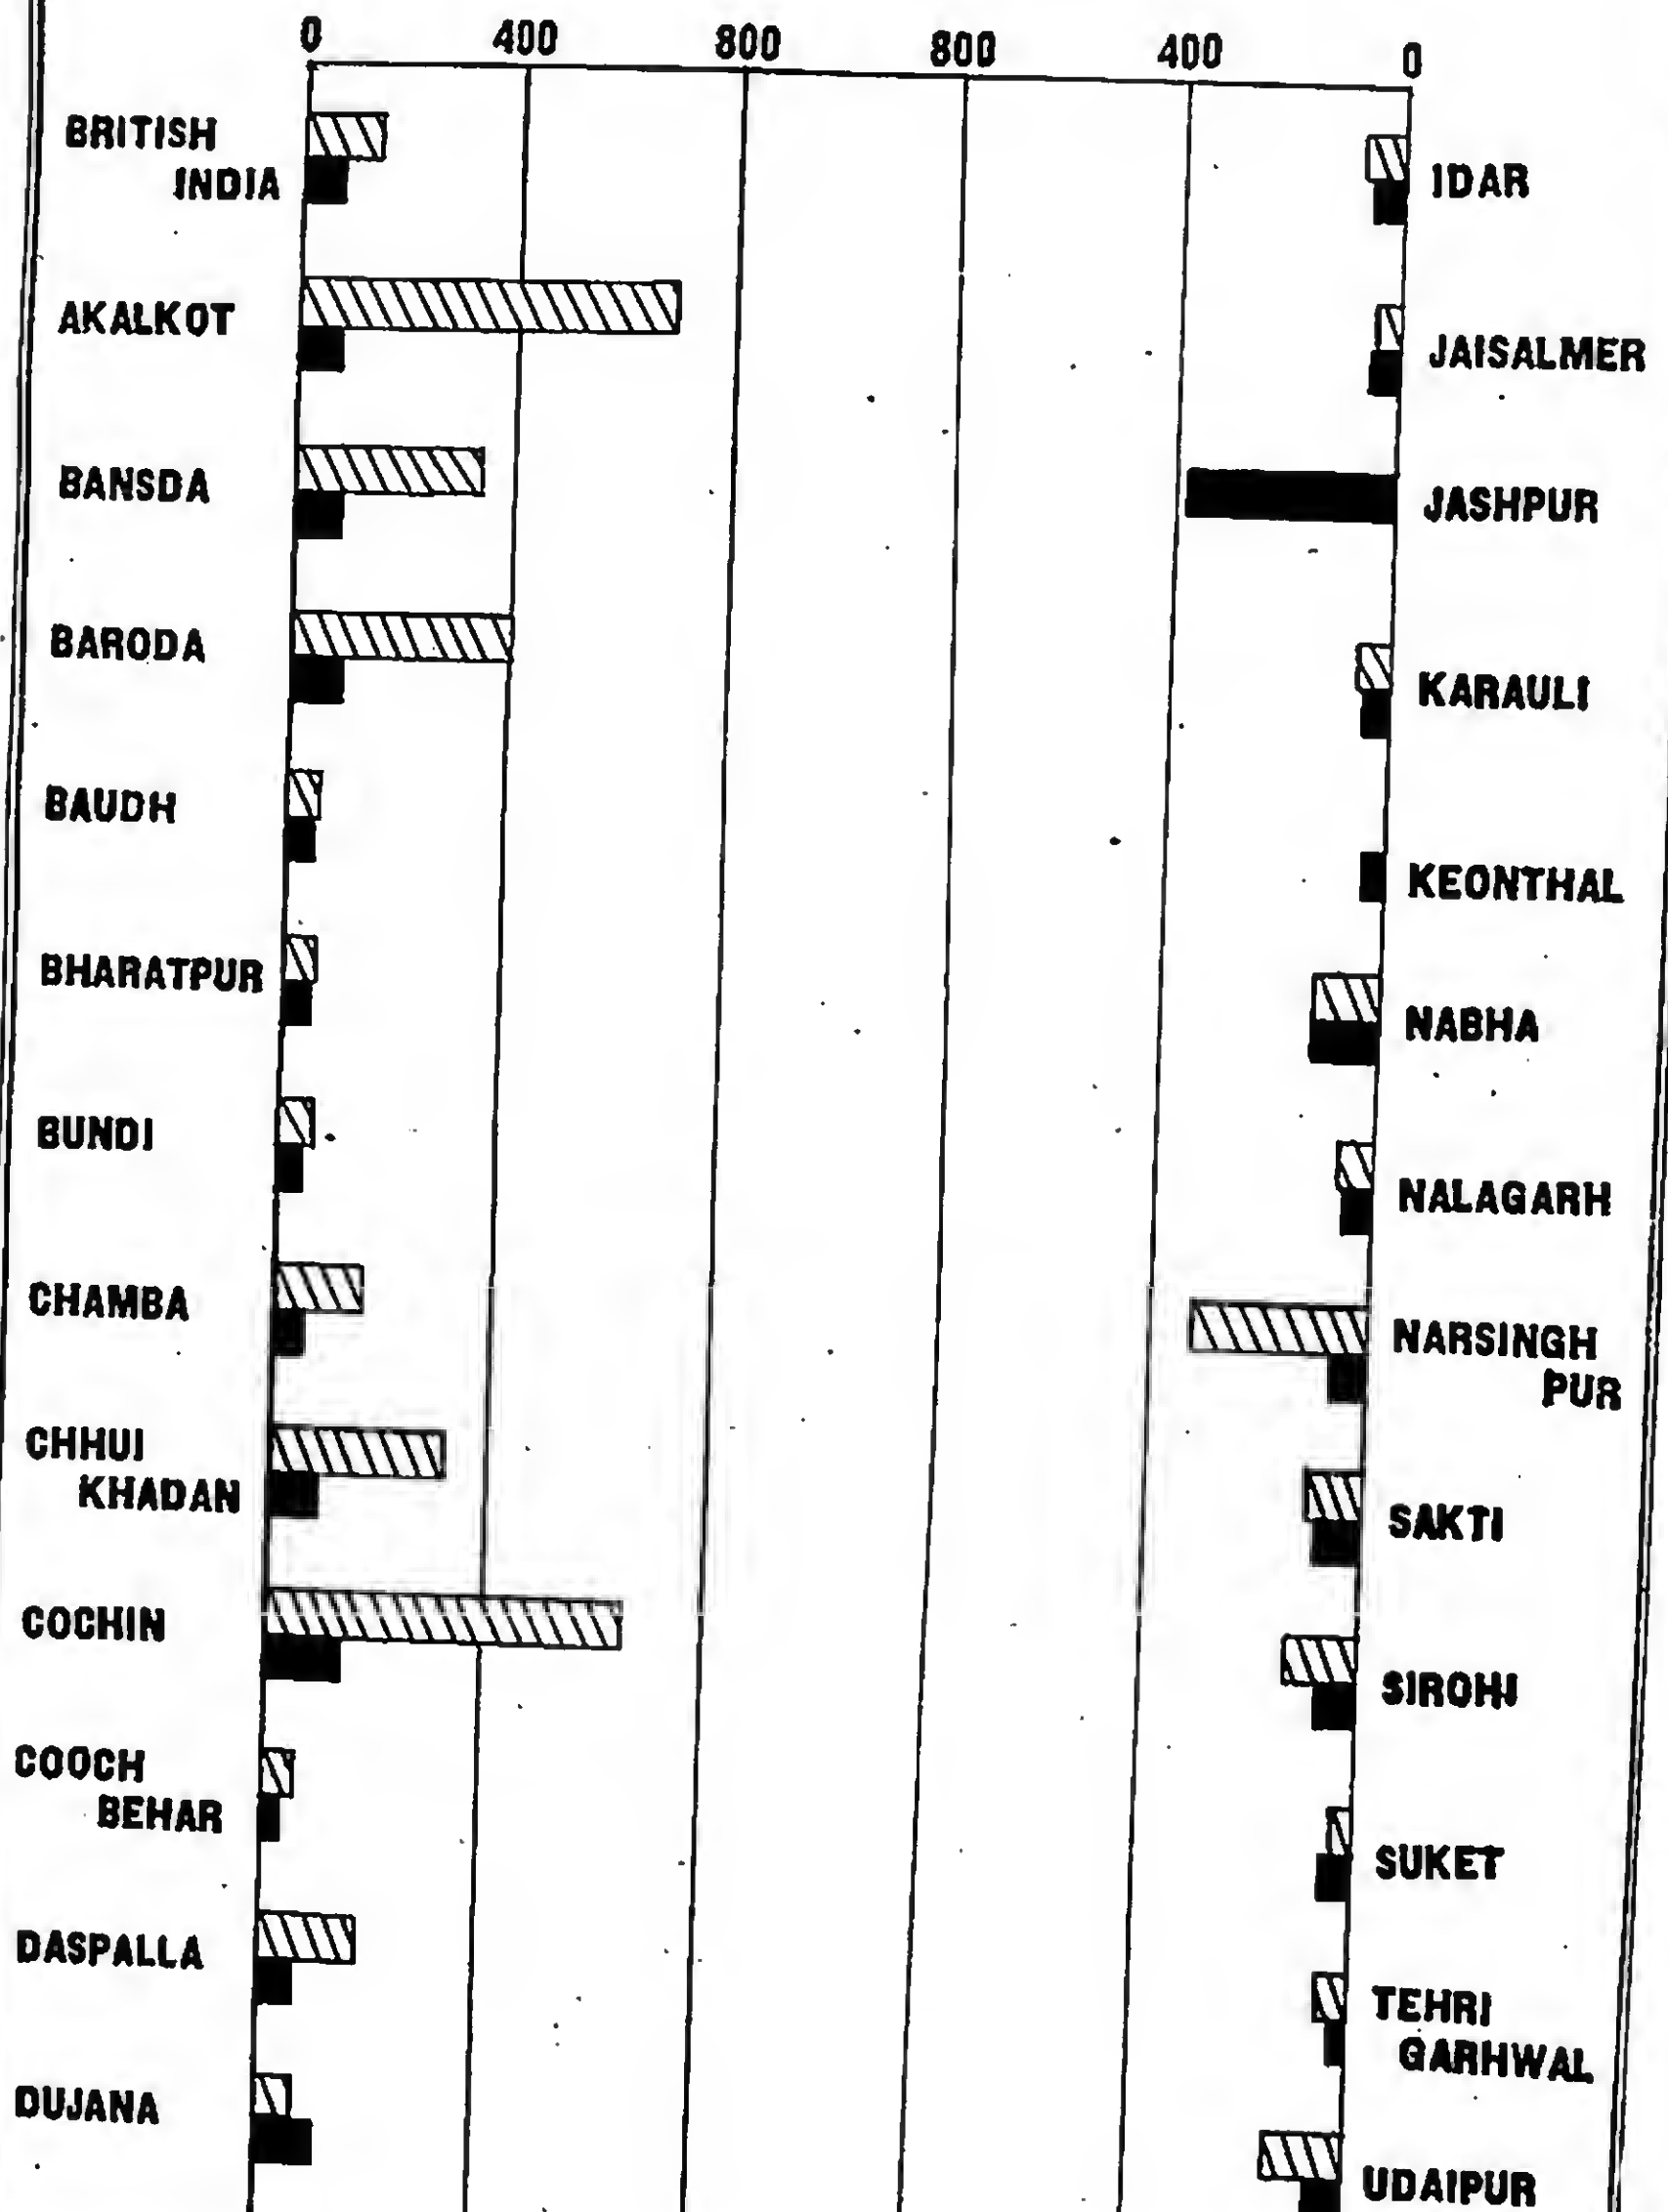 0 400 800 800 400 0
BRITISH
INDIA
AKALKOT
BANSDA
BARODA
BAUDH
BHARATPUR
BUNDI
CHAMBA
CHHUI
KHADAN
COCHIN
COOCH
BEHAR
DASPALLA
DUJANA
IDAR
JAISALMER
JASHPUR
KARAULI
KEONTHAL
NABHA
NALAGARH
NARSINGH
PUR
SAKTI
SIROHI
SUKET
TEHRI
GARHWAL
UDAIPUR